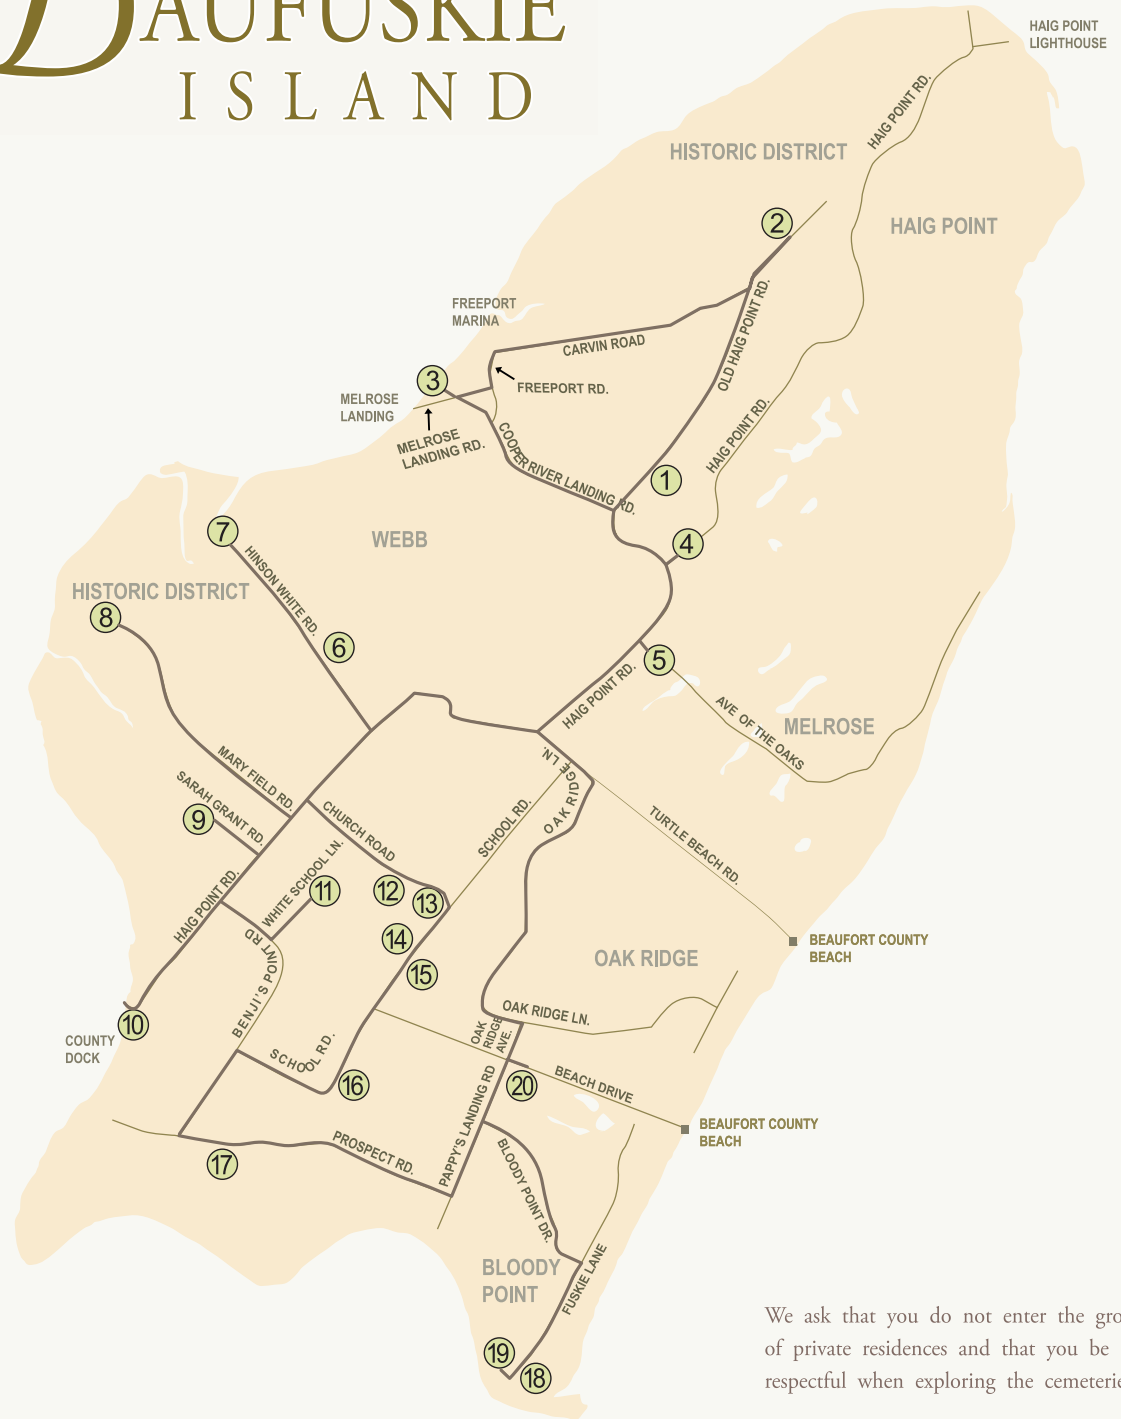 DAUFUSKIE
ISLAND
HAIG POINT
LIGHTHOUSE
HAIG POINT RD.
HISTORIC DISTRICT
HAIG POINT
2
OLD HAIG POINT RD.
FREEPORT
MARINA
CARVIN ROAD
3
FREEPORT RD.
MELROSE
LANDING
MELROSE
LANDING RD.
HAIG POINT RD.
COOPER RIVER LANDING RD.
1
7
WEBB
4
HINSON WHITE RD.
HISTORIC DISTRICT
8
6
5
HAIG POINT RD.
AVE OF THE OAKS
MELROSE
MARY FIELD RD.
SARAH GRANT RD.
9
CHURCH ROAD
SCHOOL RD.
OAK RIDGE LN.
TURTLE BEACH RD.
WHITE SCHOOL LN.
11
12
13
HAIG POINT RD.
14
15
BENJI'S POINT RD
OAK RIDGE
BEAUFORT COUNTY
BEACH
10
COUNTY
DOCK
OAK RIDGE LN.
OAK
RIDGE
AVE.
SCHOOL RD.
16
20
BEACH DRIVE
PAPPY'S LANDING RD
BEAUFORT COUNTY
BEACH
17
PROSPECT RD.
BLOODY POINT DR.
BLOODY
POINT
FUSKIE LANE
19
18
We ask that you do not enter the gro
of private residences and that you be
respectful when exploring the cemeterie